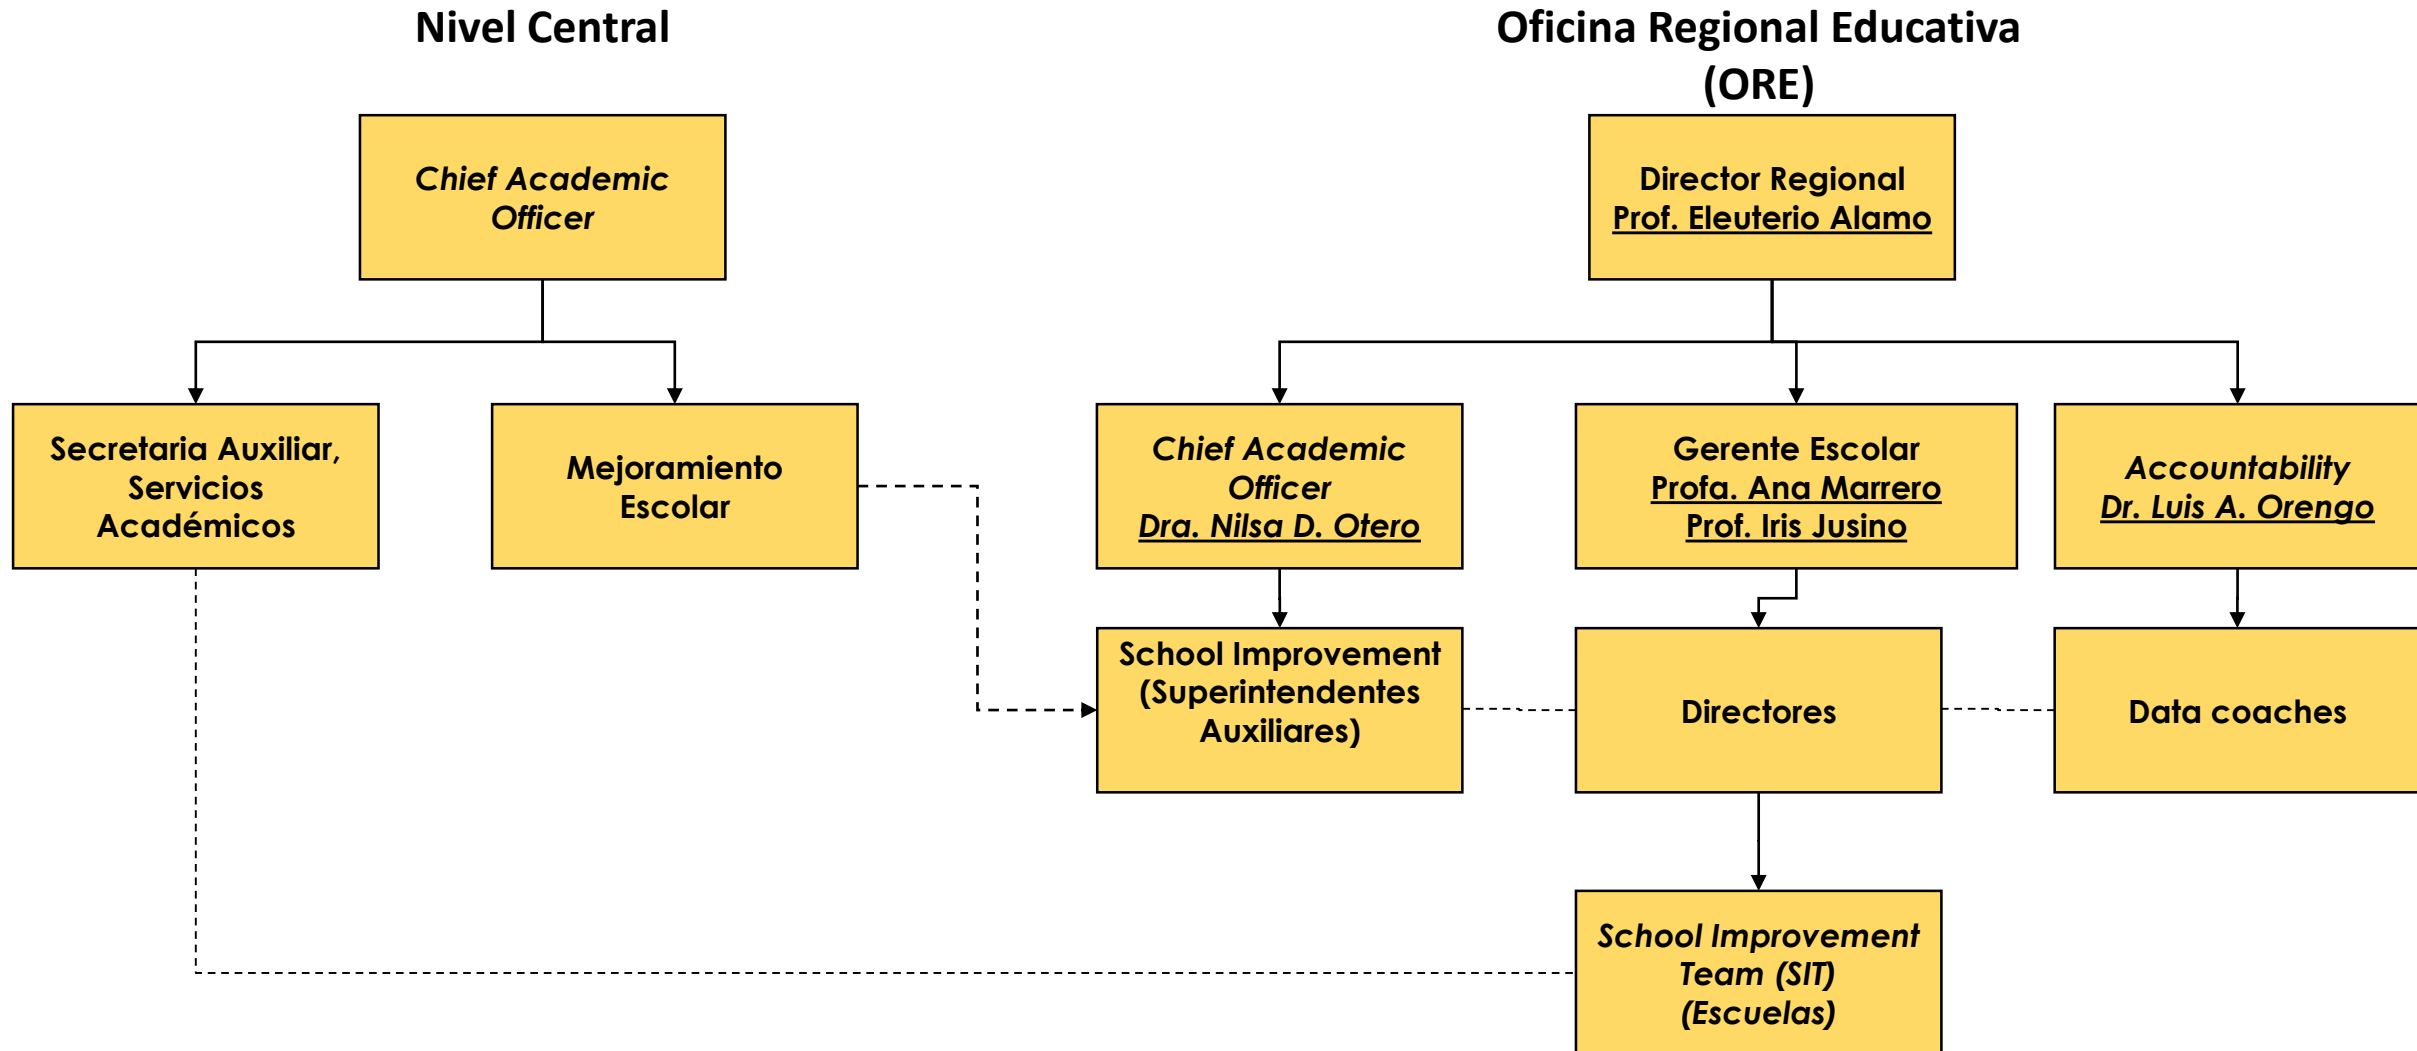 Nivel Central
Oficina Regional Educativa
(ORE)
Chief Academic
Officer
Director Regional
Prof. Eleuterio Alamo
Secretaria Auxiliar,
Servicios
Académicos
Mejoramiento
Escolar
Chief Academic
Officer
Dra. Nilsa D. Otero
Gerente Escolar
Profa. Ana Marrero
Prof. Iris Jusino
Accountability
Dr. Luis A. Orengo
School Improvement
(Superintendentes
Auxiliares)
Directores
Data coaches
School Improvement
Team (SIT)
(Escuelas)